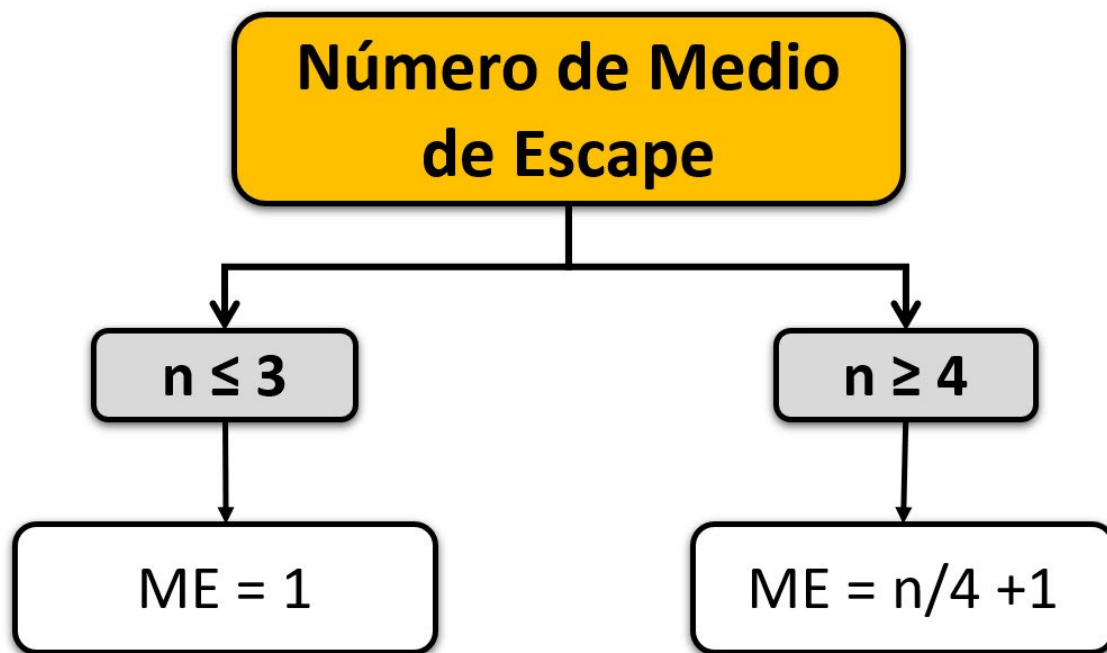 Número de Medio
de Escape
n ≤ 3
n ≥ 4
ME = 1
ME = n/4 +1